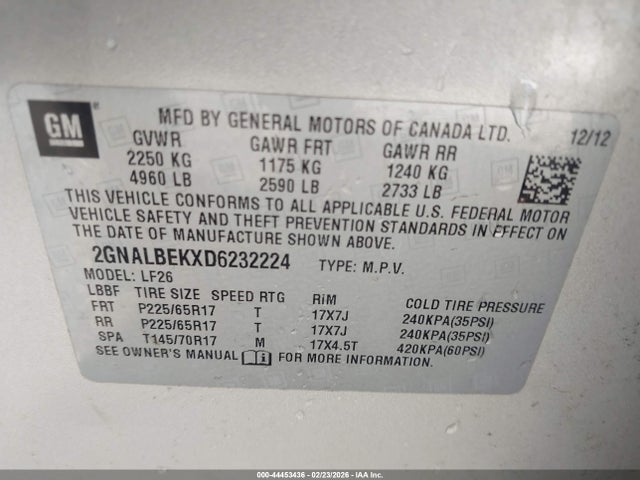 GM
MFD BY GENERAL MOTORS OF CANADA LTD. 12/12
GVWR GAWR FRT GAWR RR
2250 KG 1175 KG 1240 KG
4960 LB 2590 LB 2733 LB
THIS VEHICLE CONFORMS TO ALL APPLICABLE U.S. FEDERAL MOTOR
VEHICLE SAFETY AND THEFT PREVENTION STANDARDS IN EFFECT ON
THE DATE OF MANUFACTURE SHOWN ABOVE.
2GNALBEKXD6232224 TYPE: M.P.V.
MODEL: LF26
LBBF TIRE SIZE SPEED RTG RIM COLD TIRE PRESSURE
FRT P225/65R17 T 17X7J 240KPA(35PSI)
RR P225/65R17 T 17X7J 240KPA(35PSI)
SPA T145/70R17 M 17X4.5T 420KPA(60PSI)
SEE OWNER'S MANUAL FOR MORE INFORMATION.
000-44453436 - 02/23/2026 - IAA Inc.